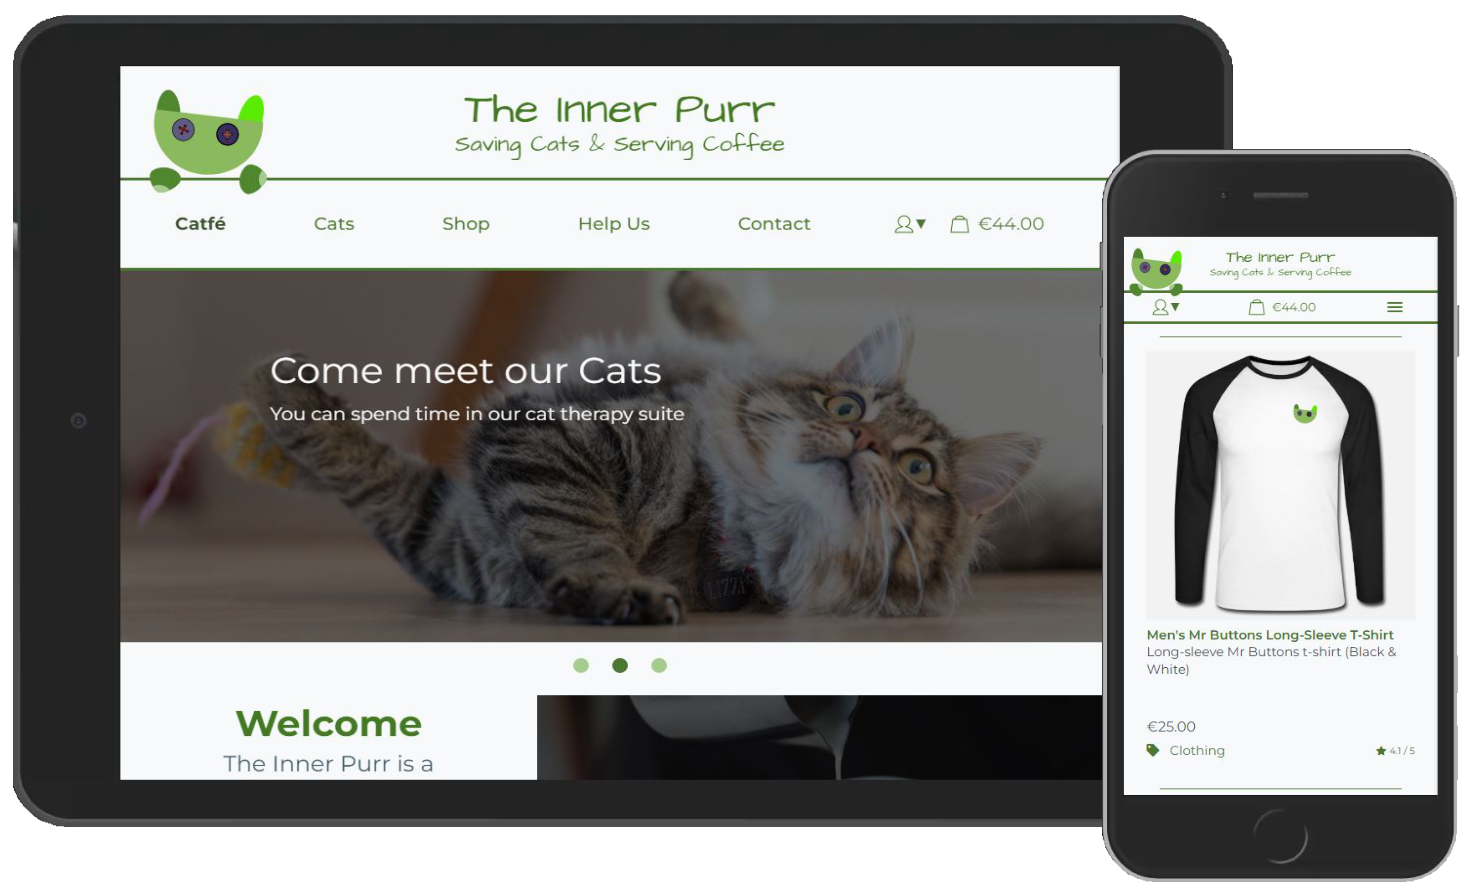 The Inner Purr
Saving Cats & Serving Coffee
Catfé Cats Shop Help Us Contact €44.00
Come meet our Cats
You can spend time in our cat therapy suite
LIZZY
Welcome
The Inner Purr is a
The Inner Purr
Saving Cats & Serving Coffee
€44.00
Men's Mr Buttons Long-Sleeve T-Shirt
Long-sleeve Mr Buttons t-shirt (Black &
White)
€25.00
Clothing 4.1 / 5